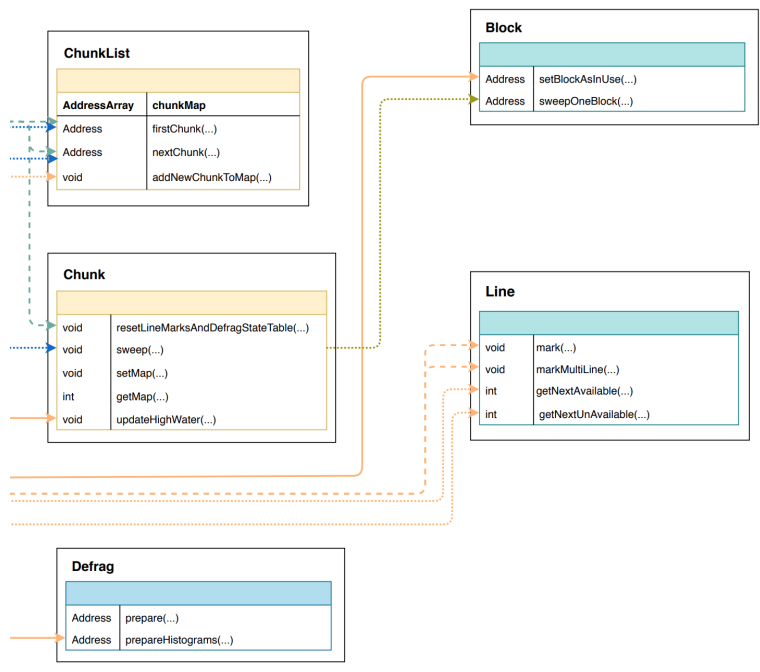 ChunkList
AddressArray chunkMap
Address firstChunk(...)
Address nextChunk(...)
void addNewChunkToMap(...)
Block
Address setBlockAsInUse(...)
Address sweepOneBlock(...)
Chunk
void resetLineMarksAndDefragStateTable(...)
void sweep(...)
void setMap(...)
int getMap(...)
void updateHighWater(...)
Line
void mark(...)
void markMultiLine(...)
int getNextAvailable(...)
int getNextUnAvailable(...)
Defrag
Address prepare(...)
Address prepareHistograms(...)